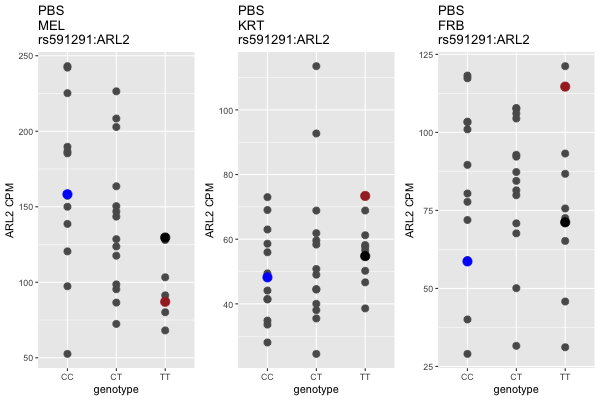 PBS
MEL
rs591291:ARL2
250
200
150
100
50
ARL2 CPM
CC
CT
TT
genotype
PBS
KRT
rs591291:ARL2
100
80
60
40
ARL2 CPM
CC
CT
TT
genotype
PBS
FRB
rs591291:ARL2
125
100
75
50
25
ARL2 CPM
CC
CT
TT
genotype